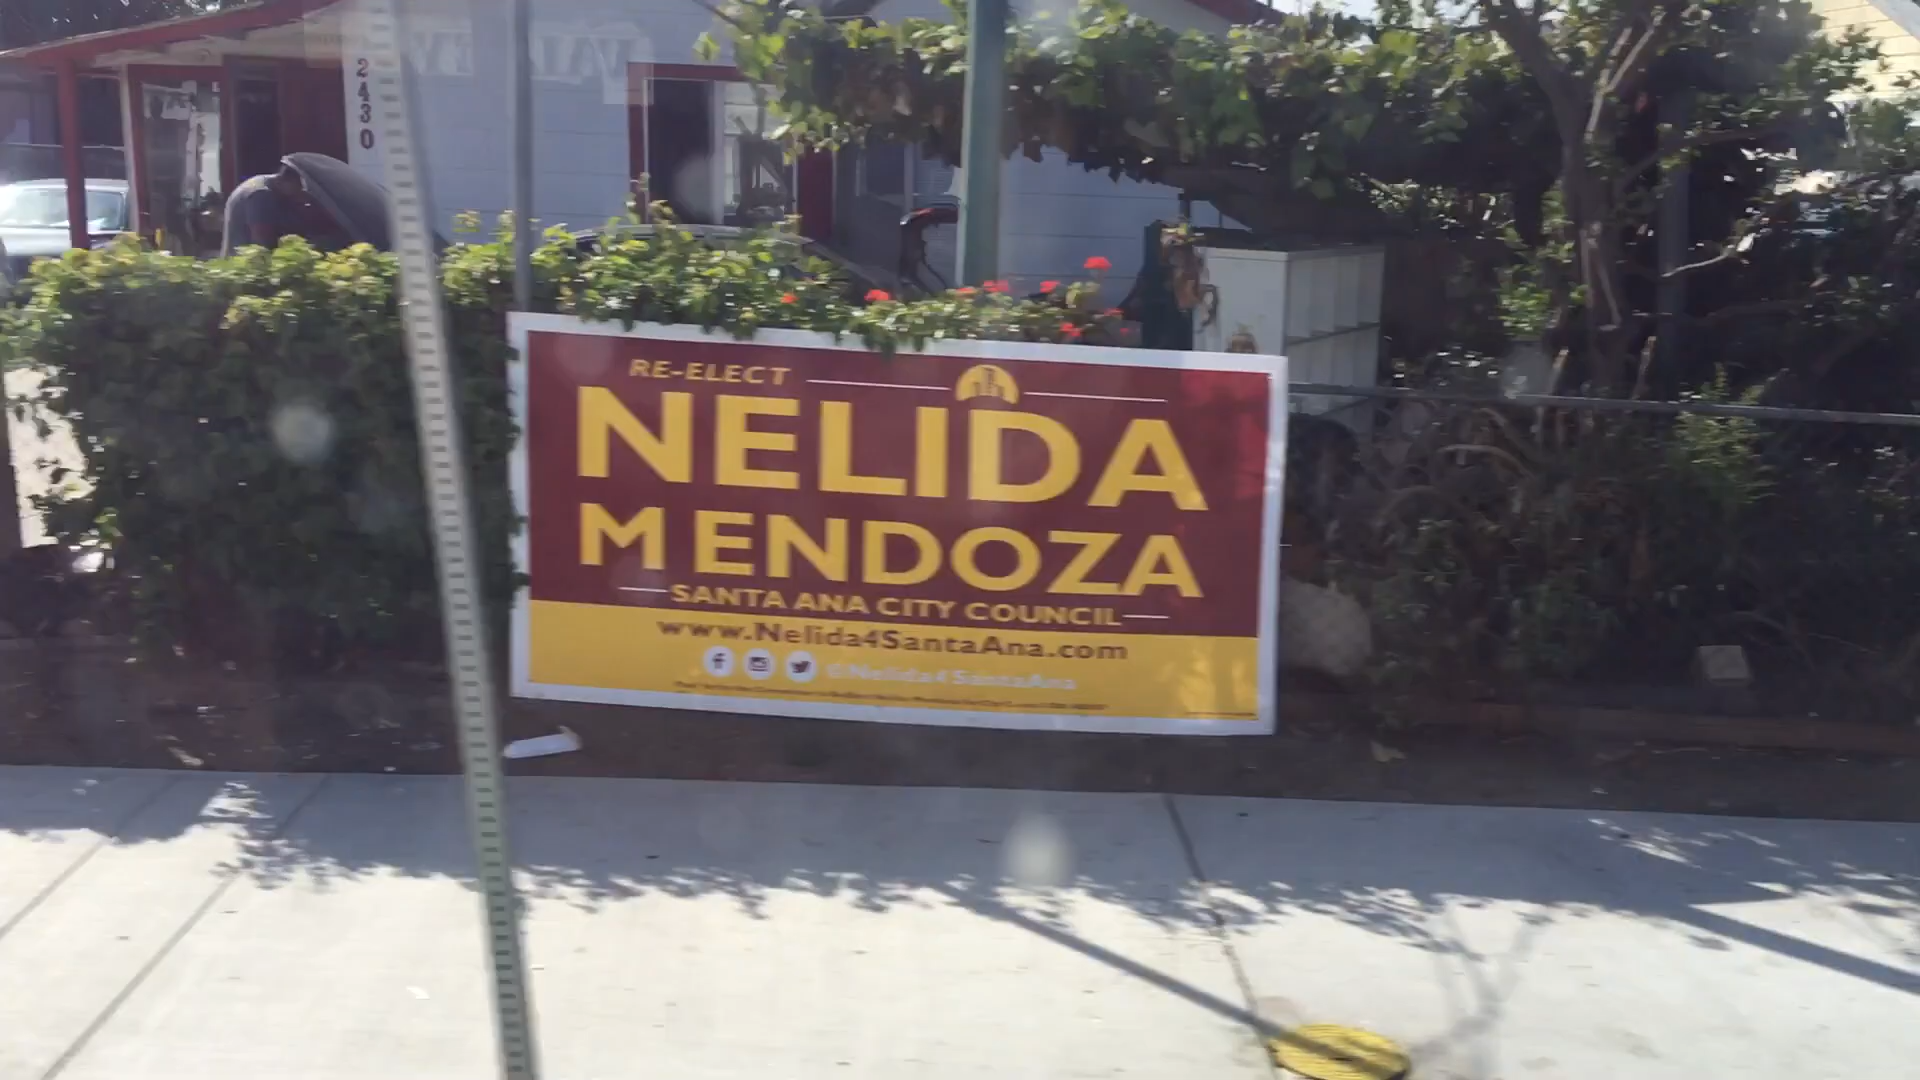 2430
RE-ELECT
NELIDA
MENDOZA
SANTA ANA CITY COUNCIL
www.Nelida4SantaAna.com
@Nelida4SantaAna